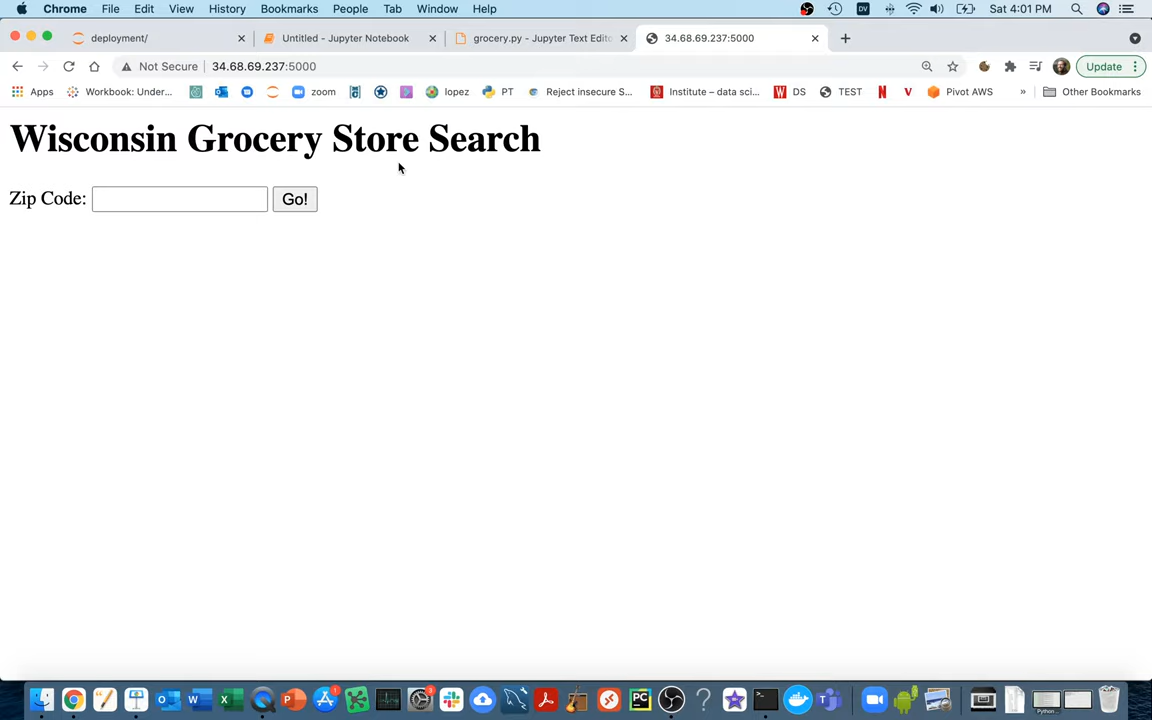 Chrome File Edit View History Bookmarks People Tab Window Help DV Sat 4:01 PM
deployment/ Untitled - Jupyter Notebook grocery.py - Jupyter Text Edito 34.68.69.237:5000
Not Secure 34.68.69.237:5000 Update
Apps Workbook: Under... zoom lopez PT Reject insecure S... Institute – data sci... DS TEST N V Pivot AWS » Other Bookmarks
Wisconsin Grocery Store Search
Zip Code: Go!